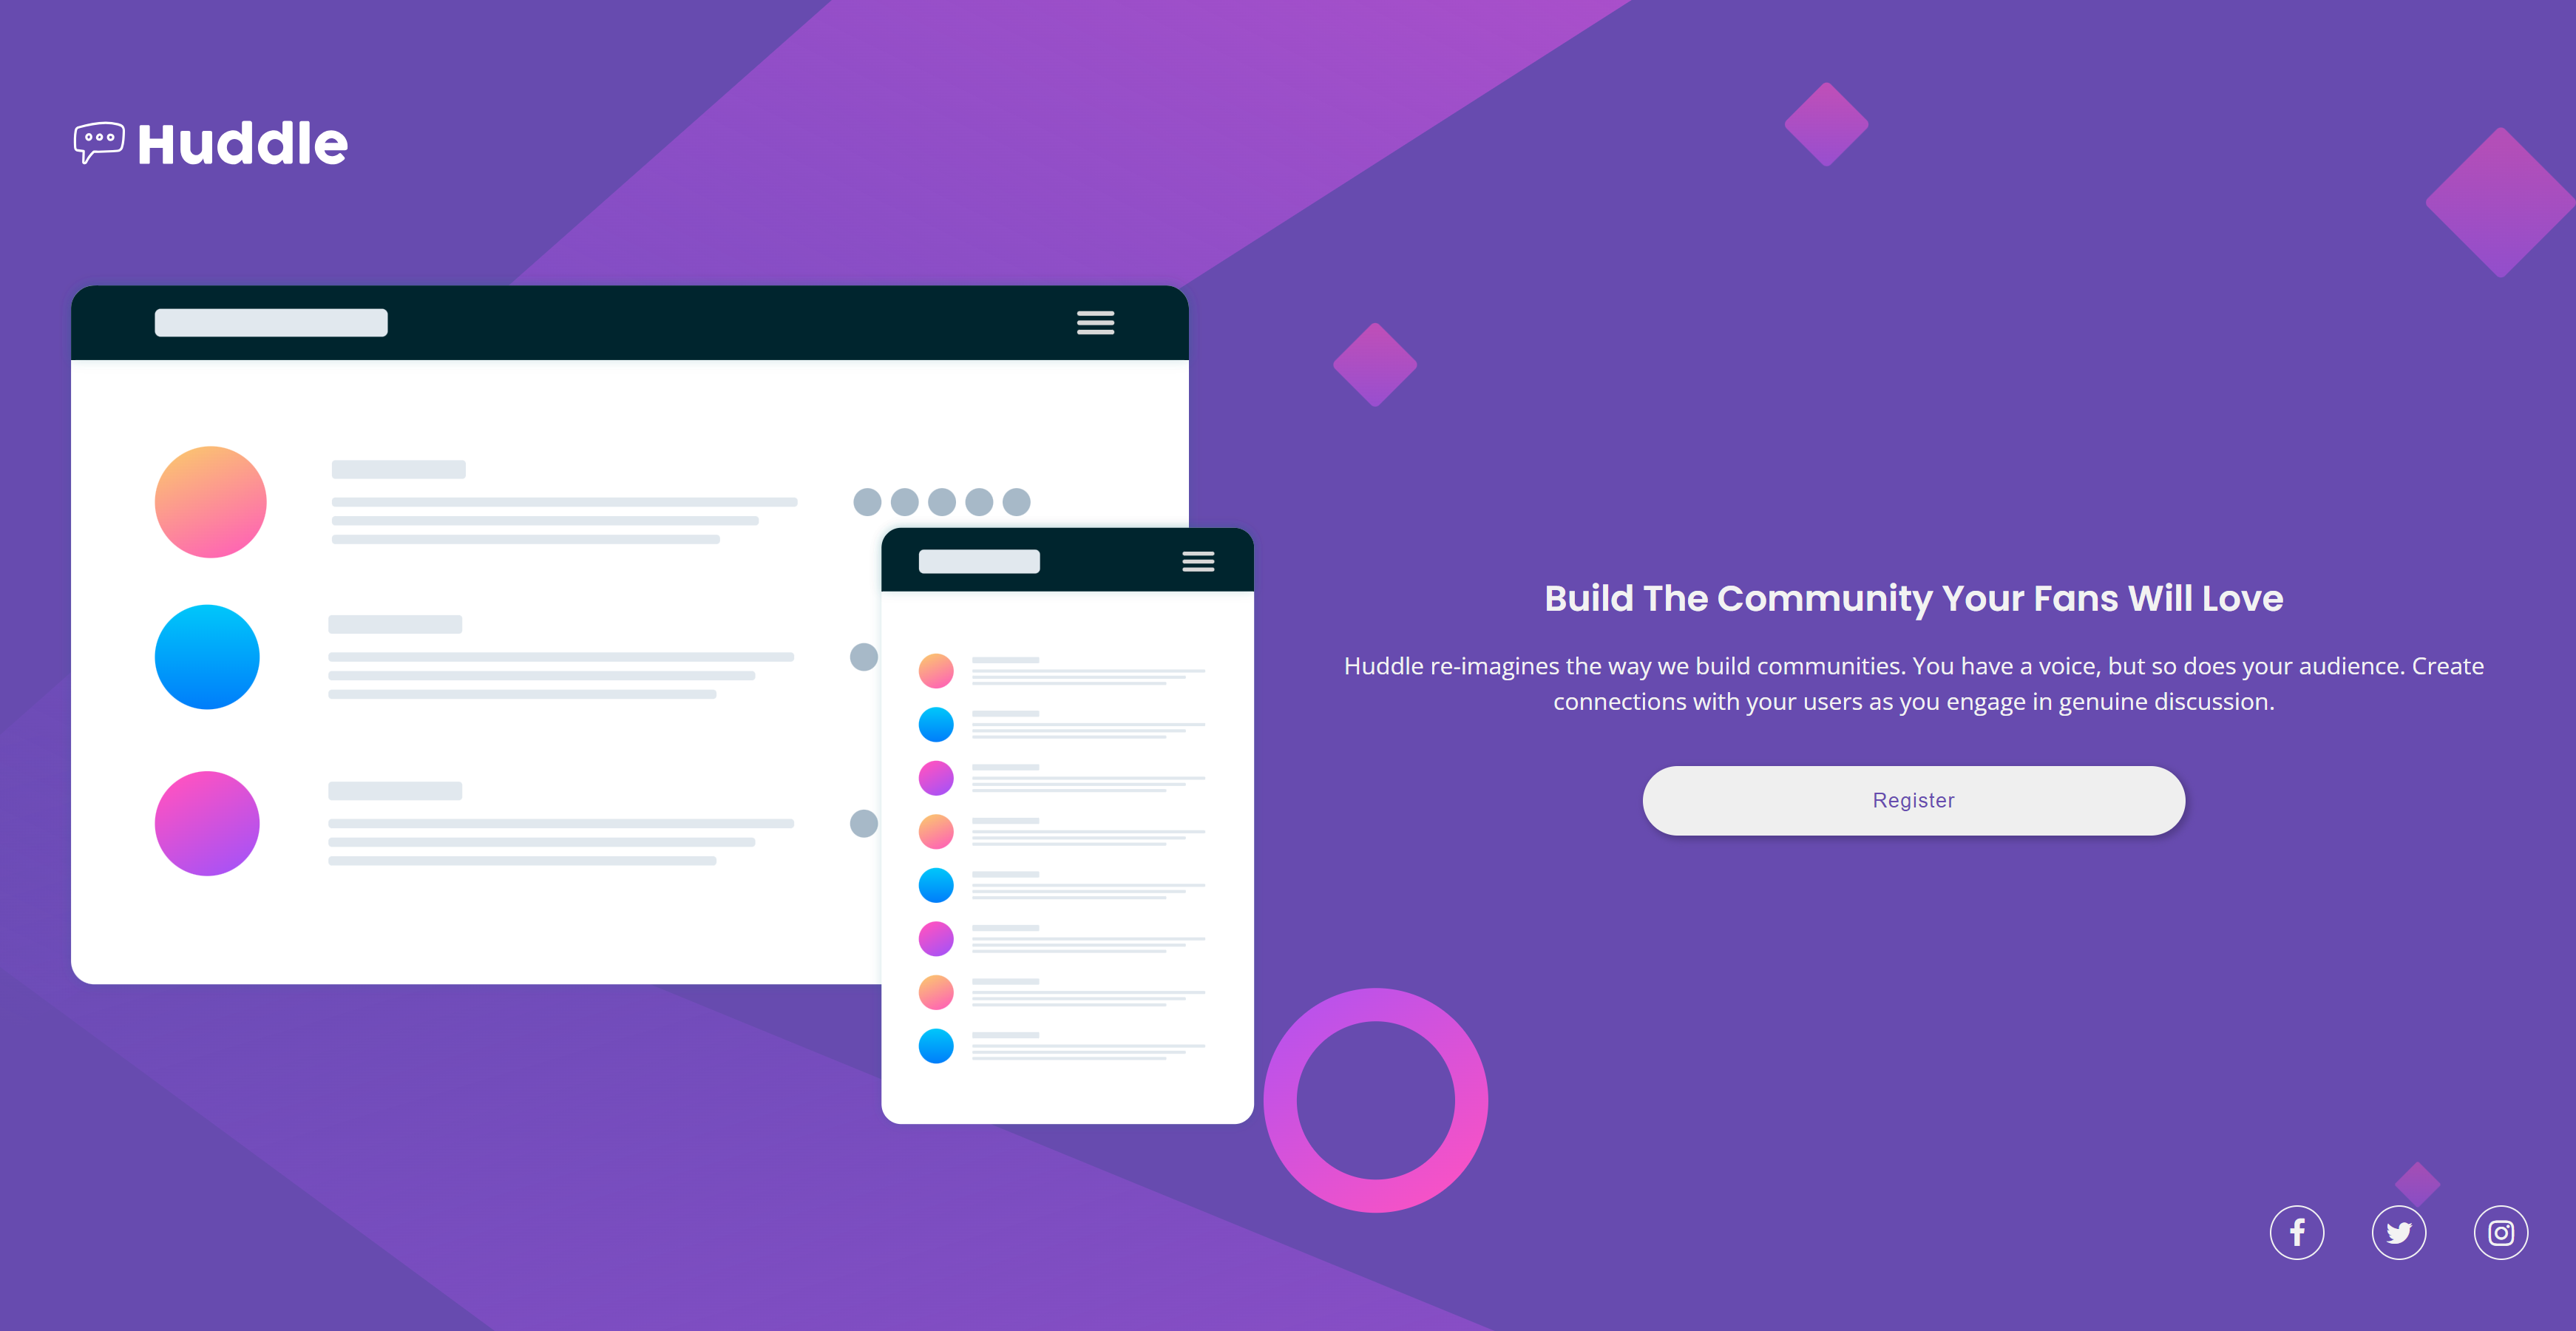 Huddle
Build The Community Your Fans Will Love
Huddle re-imagines the way we build communities. You have a voice, but so does your audience. Create
connections with your users as you engage in genuine discussion.
Register